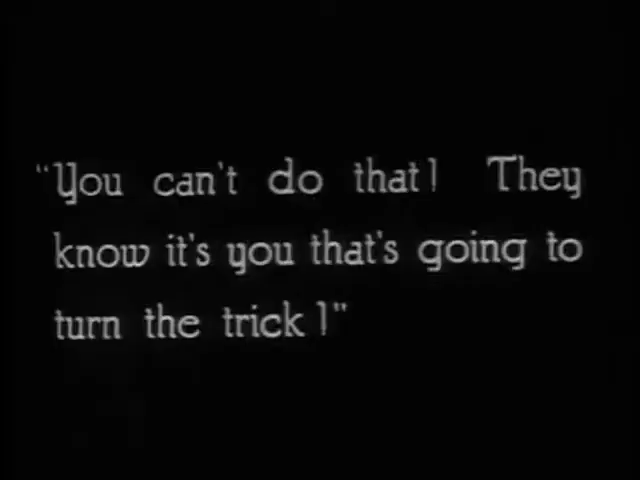 "You can't do that! They
know it's you that's going to
turn the trick!"